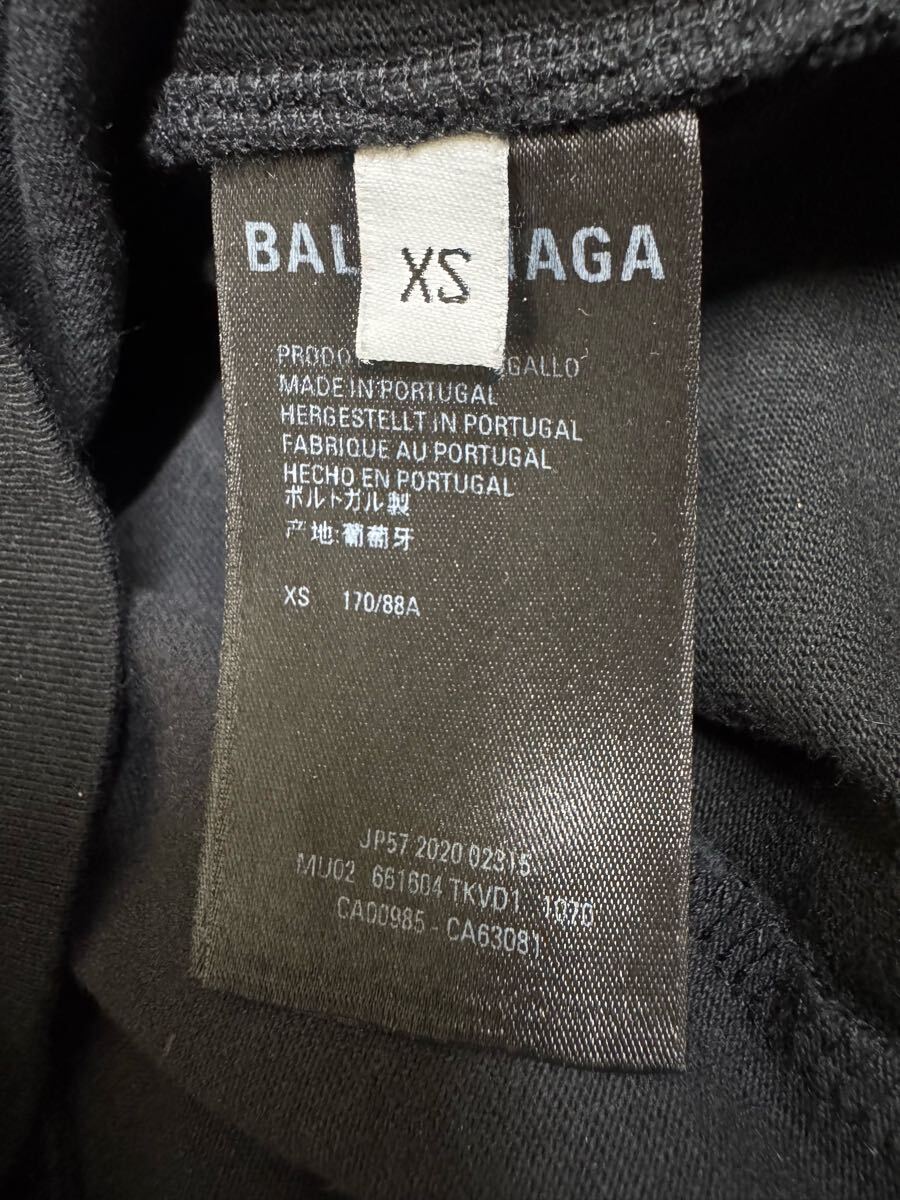 BAL NAGA
XS
PRODO GALLO
MADE IN PORTUGAL
HERGESTELLT IN PORTUGAL
FABRIQUE AU PORTUGAL
HECHO EN PORTUGAL
ポルトガル製
产地:葡萄牙
XS 170/88A
JP57 2020 02315
MU02 661604 TKVD1 1070
CA00985 - CA63081